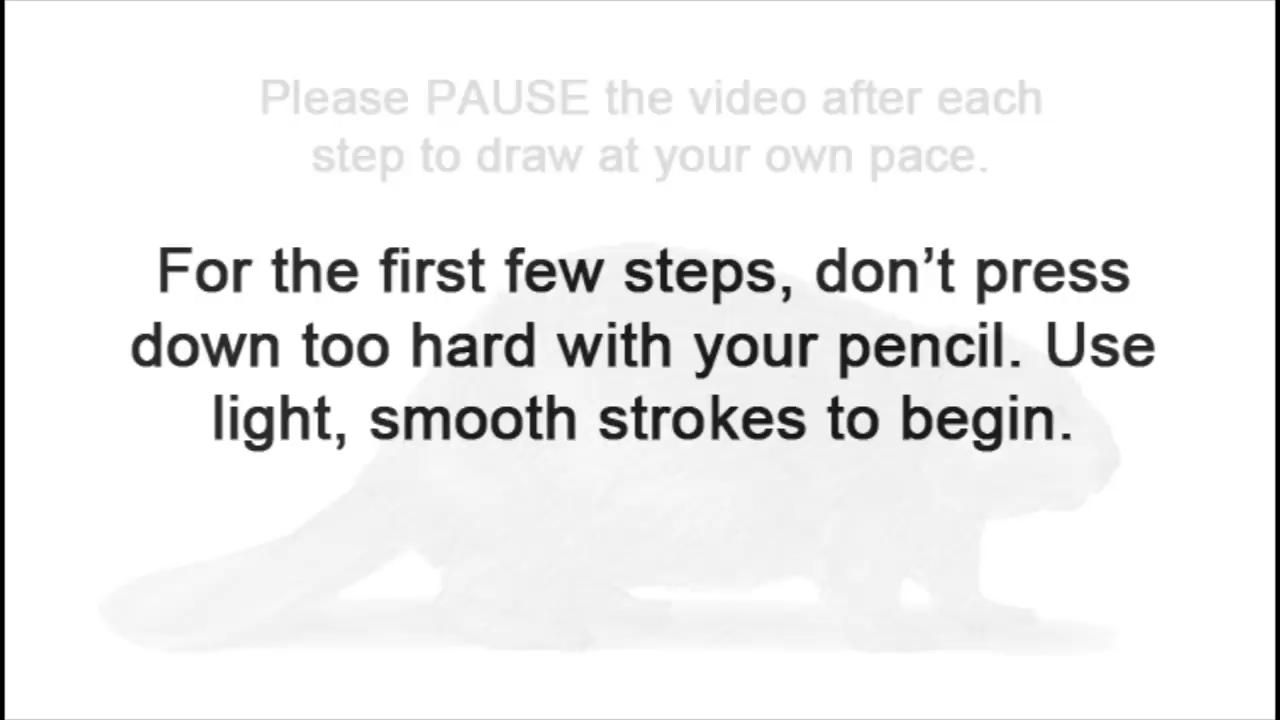 Please PAUSE the video after each
step to draw at your own pace.
For the first few steps, don’t press
down too hard with your pencil. Use
light, smooth strokes to begin.